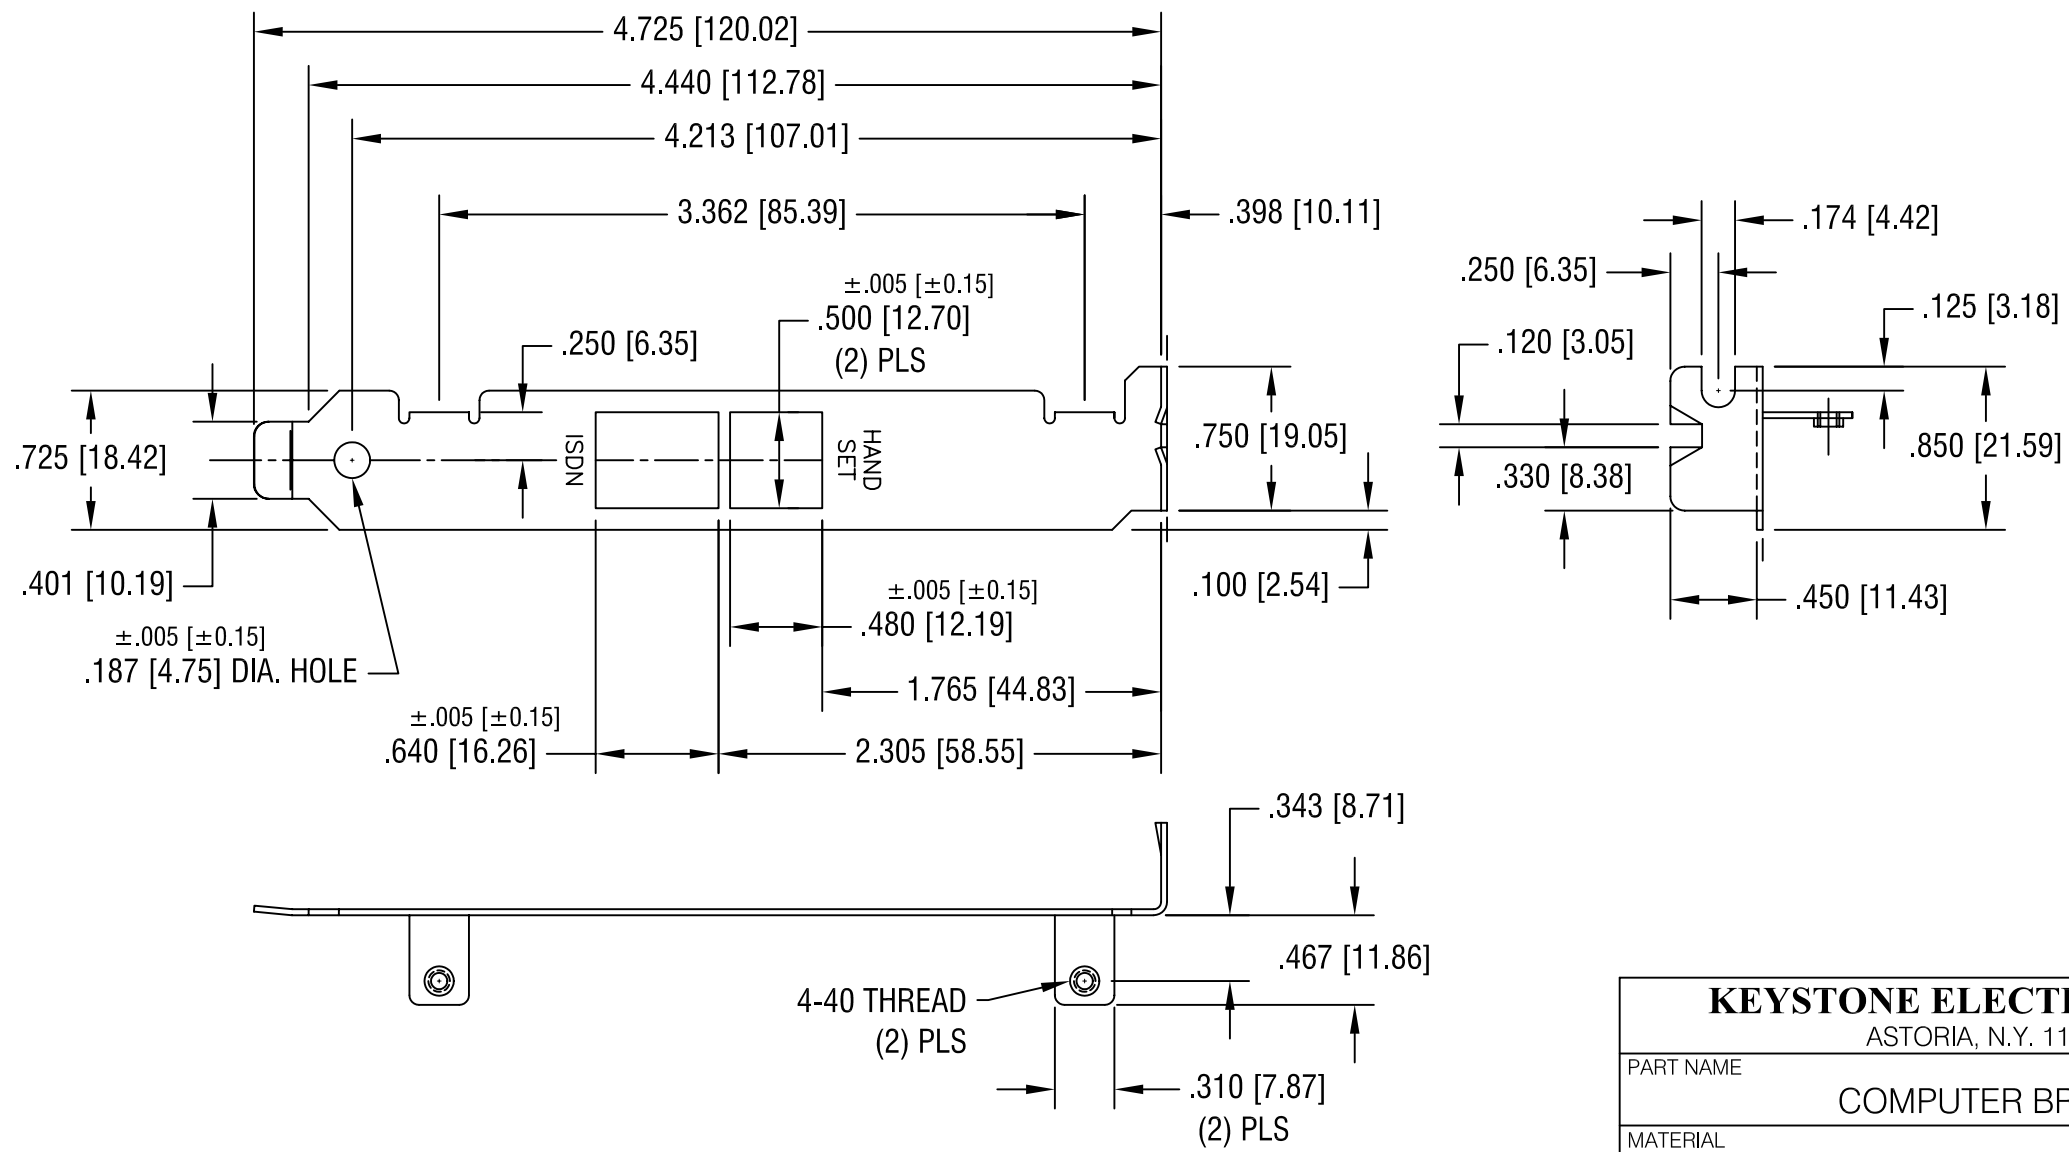 4.725 [120.02]
4.440 [112.78]
4.213 [107.01]
3.362 [85.39]
.398 [10.11]
.174 [4.42]
.250 [6.35]
±.005 [±0.15]
.500 [12.70]
(2) PLS
.125 [3.18]
.250 [6.35]
.120 [3.05]
.725 [18.42]
ISDN
HAND
SET
.750 [19.05]
.850 [21.59]
.330 [8.38]
.401 [10.19]
.100 [2.54]
.450 [11.43]
±.005 [±0.15]
.480 [12.19]
±.005 [±0.15]
.187 [4.75] DIA. HOLE
1.765 [44.83]
±.005 [±0.15]
.640 [16.26]
2.305 [58.55]
.343 [8.71]
.467 [11.86]
4-40 THREAD
(2) PLS
.310 [7.87]
(2) PLS
KEYSTONE
ASTORIA, N.Y. 11
PART NAME
COMPUTER
MATERIAL